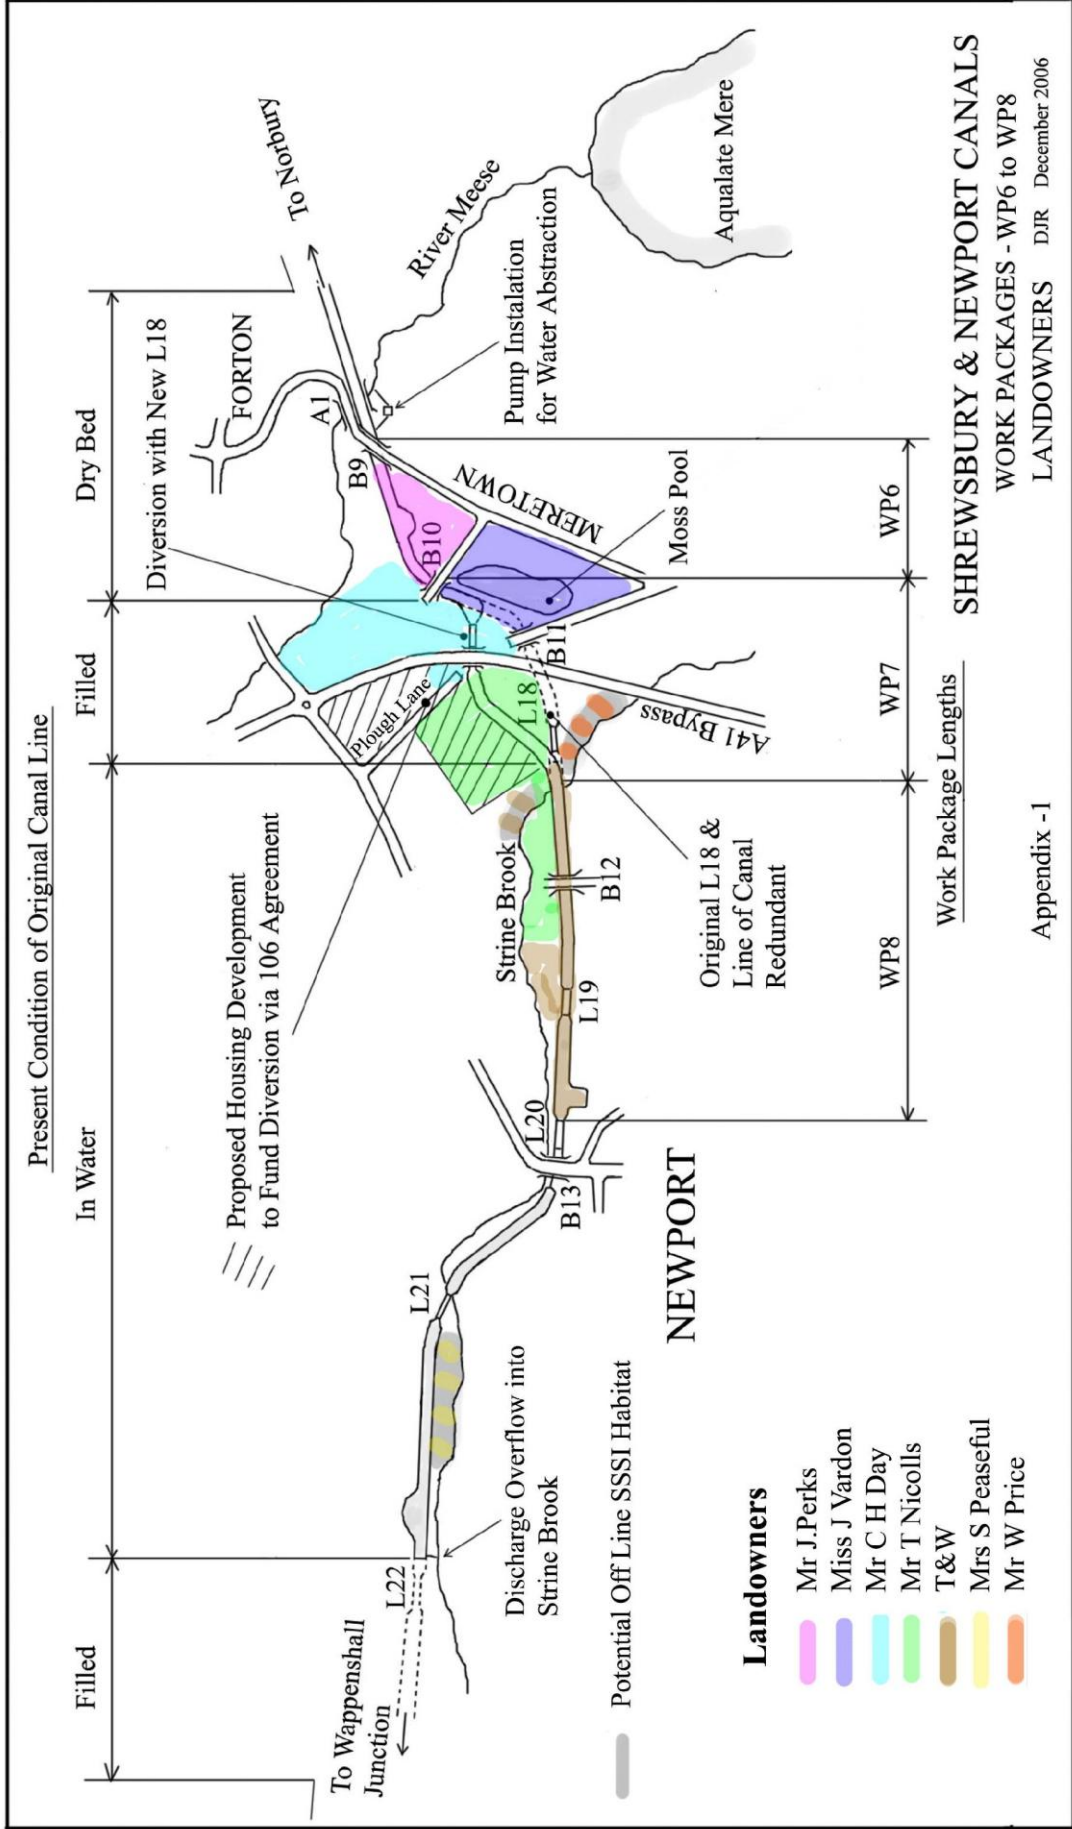 Present Condition of Original Canal Line
Filled
In Water
Filled
Dry Bed
To Norbury
FORTON
Diversion with New L18
A1
River Meese
Aqualate Mere
Pump Instalation
for Water Abstraction
B9
B10
MERETOWN
Moss Pool
B11
L18
Plough Lane
A41 Bypass
Proposed Housing Development
to Fund Diversion via 106 Agreement
Strine Brook
B12
Original L18 &
Line of Canal
Redundant
L19
L20
B13
NEWPORT
L21
L22
To Wappenshall
Junction
Discharge Overflow into
Strine Brook
Potential Off Line SSSI Habitat
WP8
WP7
WP6
Work Package Lengths
Landowners
Mr J.Perks
Miss J Vardon
Mr C H Day
Mr T Nicolls
T&W
Mrs S Peaseful
Mr W Price
Appendix -1
SHREWSBURY & NEWPORT CANALS
WORK PACKAGES - WP6 to WP8
LANDOWNERS DJR December 2006